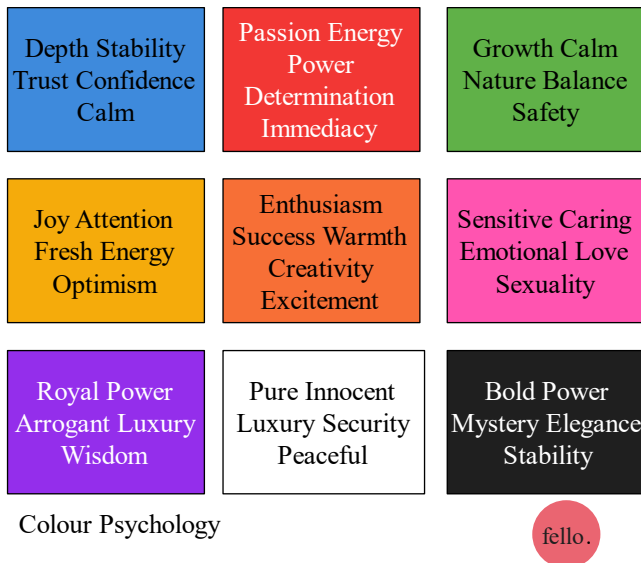 Depth Stability
Trust Confidence
Calm
Passion Energy
Power
Determination
Immediacy
Growth Calm
Nature Balance
Safety
Joy Attention
Fresh Energy
Optimism
Enthusiasm
Success Warmth
Creativity
Excitement
Sensitive Caring
Emotional Love
Sexuality
Royal Power
Arrogant Luxury
Wisdom
Pure Innocent
Luxury Security
Peaceful
Bold Power
Mystery Elegance
Stability
Colour Psychology
fello.